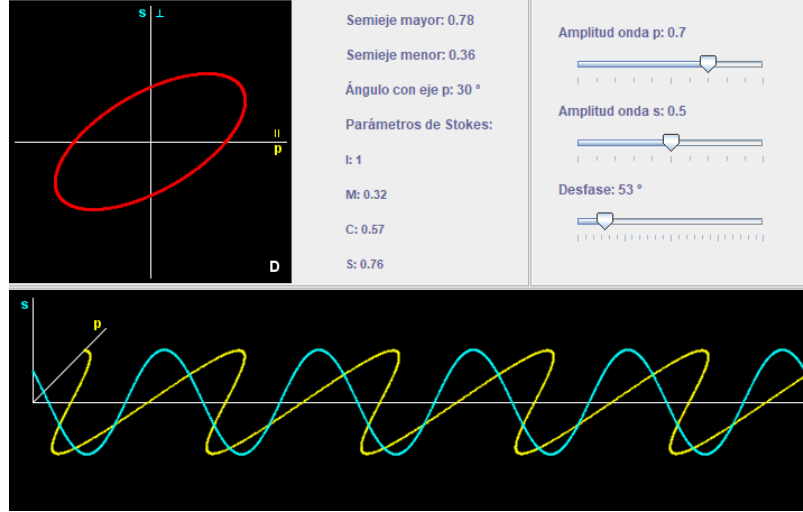 s ⊥
=
p
D
Semieje mayor: 0.78
Semieje menor: 0.36
Ángulo con eje p: 30 º
Parámetros de Stokes:
I: 1
M: 0.32
C: 0.57
S: 0.76
Amplitud onda p: 0.7
Amplitud onda s: 0.5
Desfase: 53 º
s
p